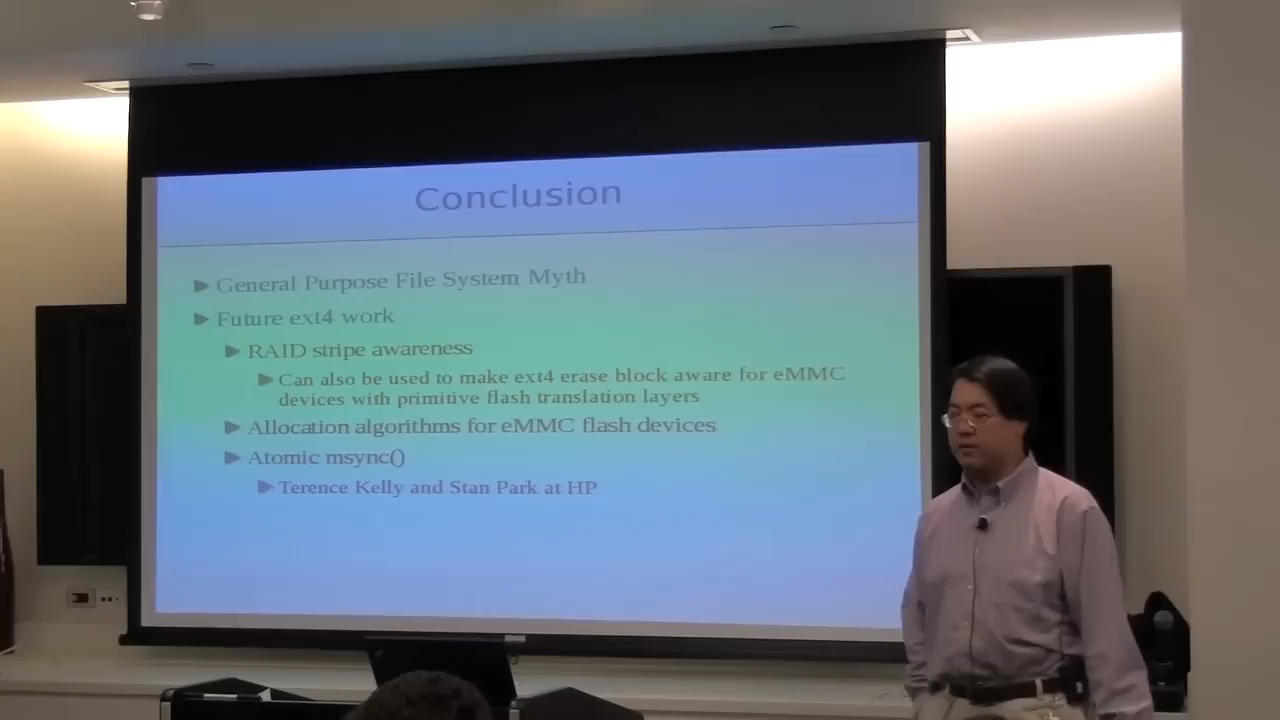 Conclusion
General Purpose File System Myth
Future ext4 work
RAID stripe awareness
Can also be used to make ext4 erase block aware for eMMC
devices with primitive flash translation layers
Allocation algorithms for eMMC flash devices
Atomic msync()
Terence Kelly and Stan Park at HP